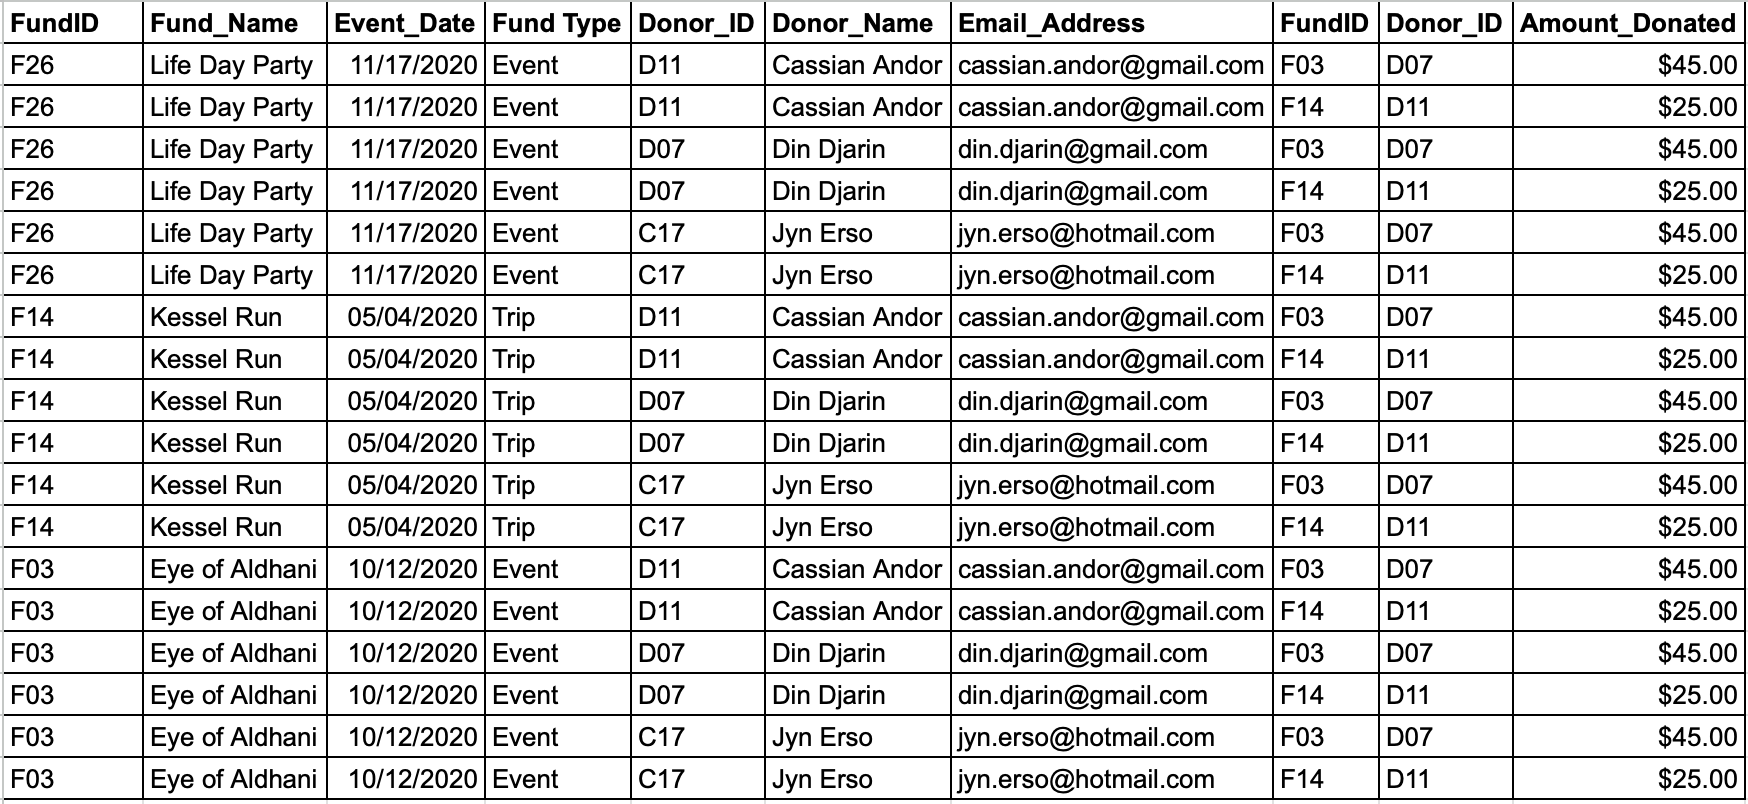 FundID Fund_Name Event_Date Fund Type Donor_ID Donor_Name Email_Address FundID Donor_ID Amount_Donated
F26 Life Day Party 11/17/2020 Event D11 Cassian Andor cassian.andor@gmail.com F03 D07 $45.00
F26 Life Day Party 11/17/2020 Event D11 Cassian Andor cassian.andor@gmail.com F14 D11 $25.00
F26 Life Day Party 11/17/2020 Event D07 Din Djarin din.djarin@gmail.com F03 D07 $45.00
F26 Life Day Party 11/17/2020 Event D07 Din Djarin din.djarin@gmail.com F14 D11 $25.00
F26 Life Day Party 11/17/2020 Event C17 Jyn Erso jyn.erso@hotmail.com F03 D07 $45.00
F26 Life Day Party 11/17/2020 Event C17 Jyn Erso jyn.erso@hotmail.com F14 D11 $25.00
F14 Kessel Run 05/04/2020 Trip D11 Cassian Andor cassian.andor@gmail.com F03 D07 $45.00
F14 Kessel Run 05/04/2020 Trip D11 Cassian Andor cassian.andor@gmail.com F14 D11 $25.00
F14 Kessel Run 05/04/2020 Trip D07 Din Djarin din.djarin@gmail.com F03 D07 $45.00
F14 Kessel Run 05/04/2020 Trip D07 Din Djarin din.djarin@gmail.com F14 D11 $25.00
F14 Kessel Run 05/04/2020 Trip C17 Jyn Erso jyn.erso@hotmail.com F03 D07 $45.00
F14 Kessel Run 05/04/2020 Trip C17 Jyn Erso jyn.erso@hotmail.com F14 D11 $25.00
F03 Eye of Aldhani 10/12/2020 Event D11 Cassian Andor cassian.andor@gmail.com F03 D07 $45.00
F03 Eye of Aldhani 10/12/2020 Event D11 Cassian Andor cassian.andor@gmail.com F14 D11 $25.00
F03 Eye of Aldhani 10/12/2020 Event D07 Din Djarin din.djarin@gmail.com F03 D07 $45.00
F03 Eye of Aldhani 10/12/2020 Event D07 Din Djarin din.djarin@gmail.com F14 D11 $25.00
F03 Eye of Aldhani 10/12/2020 Event C17 Jyn Erso jyn.erso@hotmail.com F03 D07 $45.00
F03 Eye of Aldhani 10/12/2020 Event C17 Jyn Erso jyn.erso@hotmail.com F14 D11 $25.00